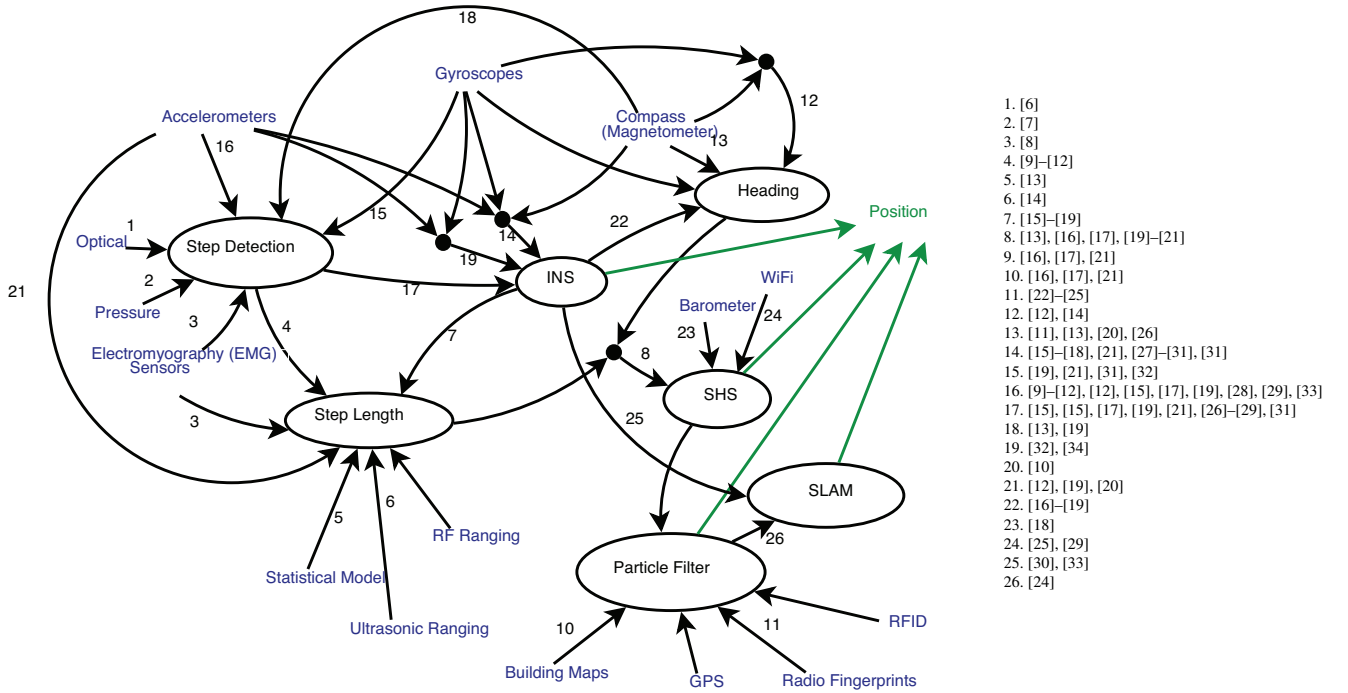 18
Gyroscopes
12
Accelerometers
Compass
(Magnetometer)
13
16
Heading
15
22
Position
1
14
Optical
Step Detection
19
INS
WiFi
2
17
21
Barometer
Pressure
3
4
23
24
7
Electromyography (EMG)
Sensors
8
SHS
Step Length
3
25
SLAM
5
6
RF Ranging
26
Statistical Model
Particle Filter
Ultrasonic Ranging
10
11
RFID
Building Maps
GPS
Radio Fingerprints
1. [6]
2. [7]
3. [8]
4. [9]–[12]
5. [13]
6. [14]
7. [15]–[19]
8. [13], [16], [17], [19]–[21]
9. [16], [17], [21]
10. [16], [17], [21]
11. [22]–[25]
12. [12], [14]
13. [11], [13], [20], [26]
14. [15]–[18], [21], [27]–[31], [31]
15. [19], [21], [31], [32]
16. [9]–[12], [12], [15], [17], [19], [28], [29], [33]
17. [15], [15], [17], [19], [21], [26]–[29], [31]
18. [13], [19]
19. [32], [34]
20. [10]
21. [12], [19], [20]
22. [16]–[19]
23. [18]
24. [25], [29]
25. [30], [33]
26. [24]